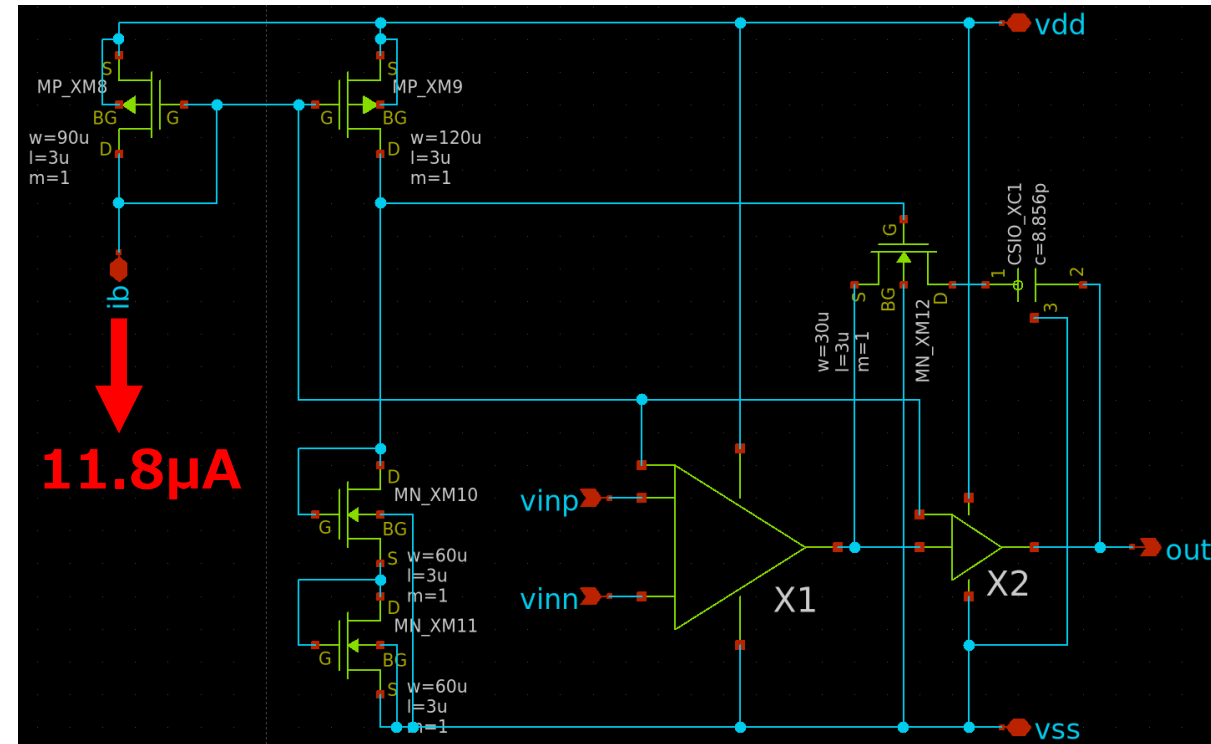 vdd
S
S
MP_XM8
MP_XM9
BG
G
G
BG
w=90u
l=3u
m=1
D
D
w=120u
l=3u
m=1
CSIO_XC1
c=8.856p
G
1
2
S
BG
D
3
ib
w=30u
l=3u
m=1
MN_XM12
11.8µA
D
MN_XM10
G
BG
S
w=60u
l=3u
m=1
vinp
out
X2
D
MN_XM11
vinn
X1
G
BG
S
w=60u
l=3u
m=1
vss